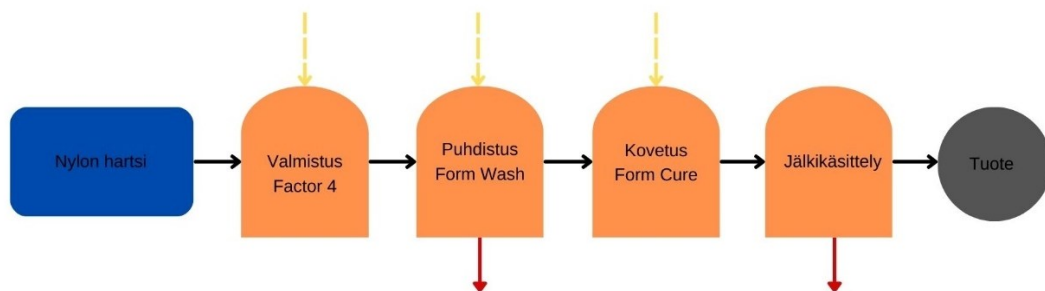 Nylon hartsi
Valmistus
Factor 4
Puhdistus
Form Wash
Kovetus
Form Cure
Jälkikäsittely
Tuote